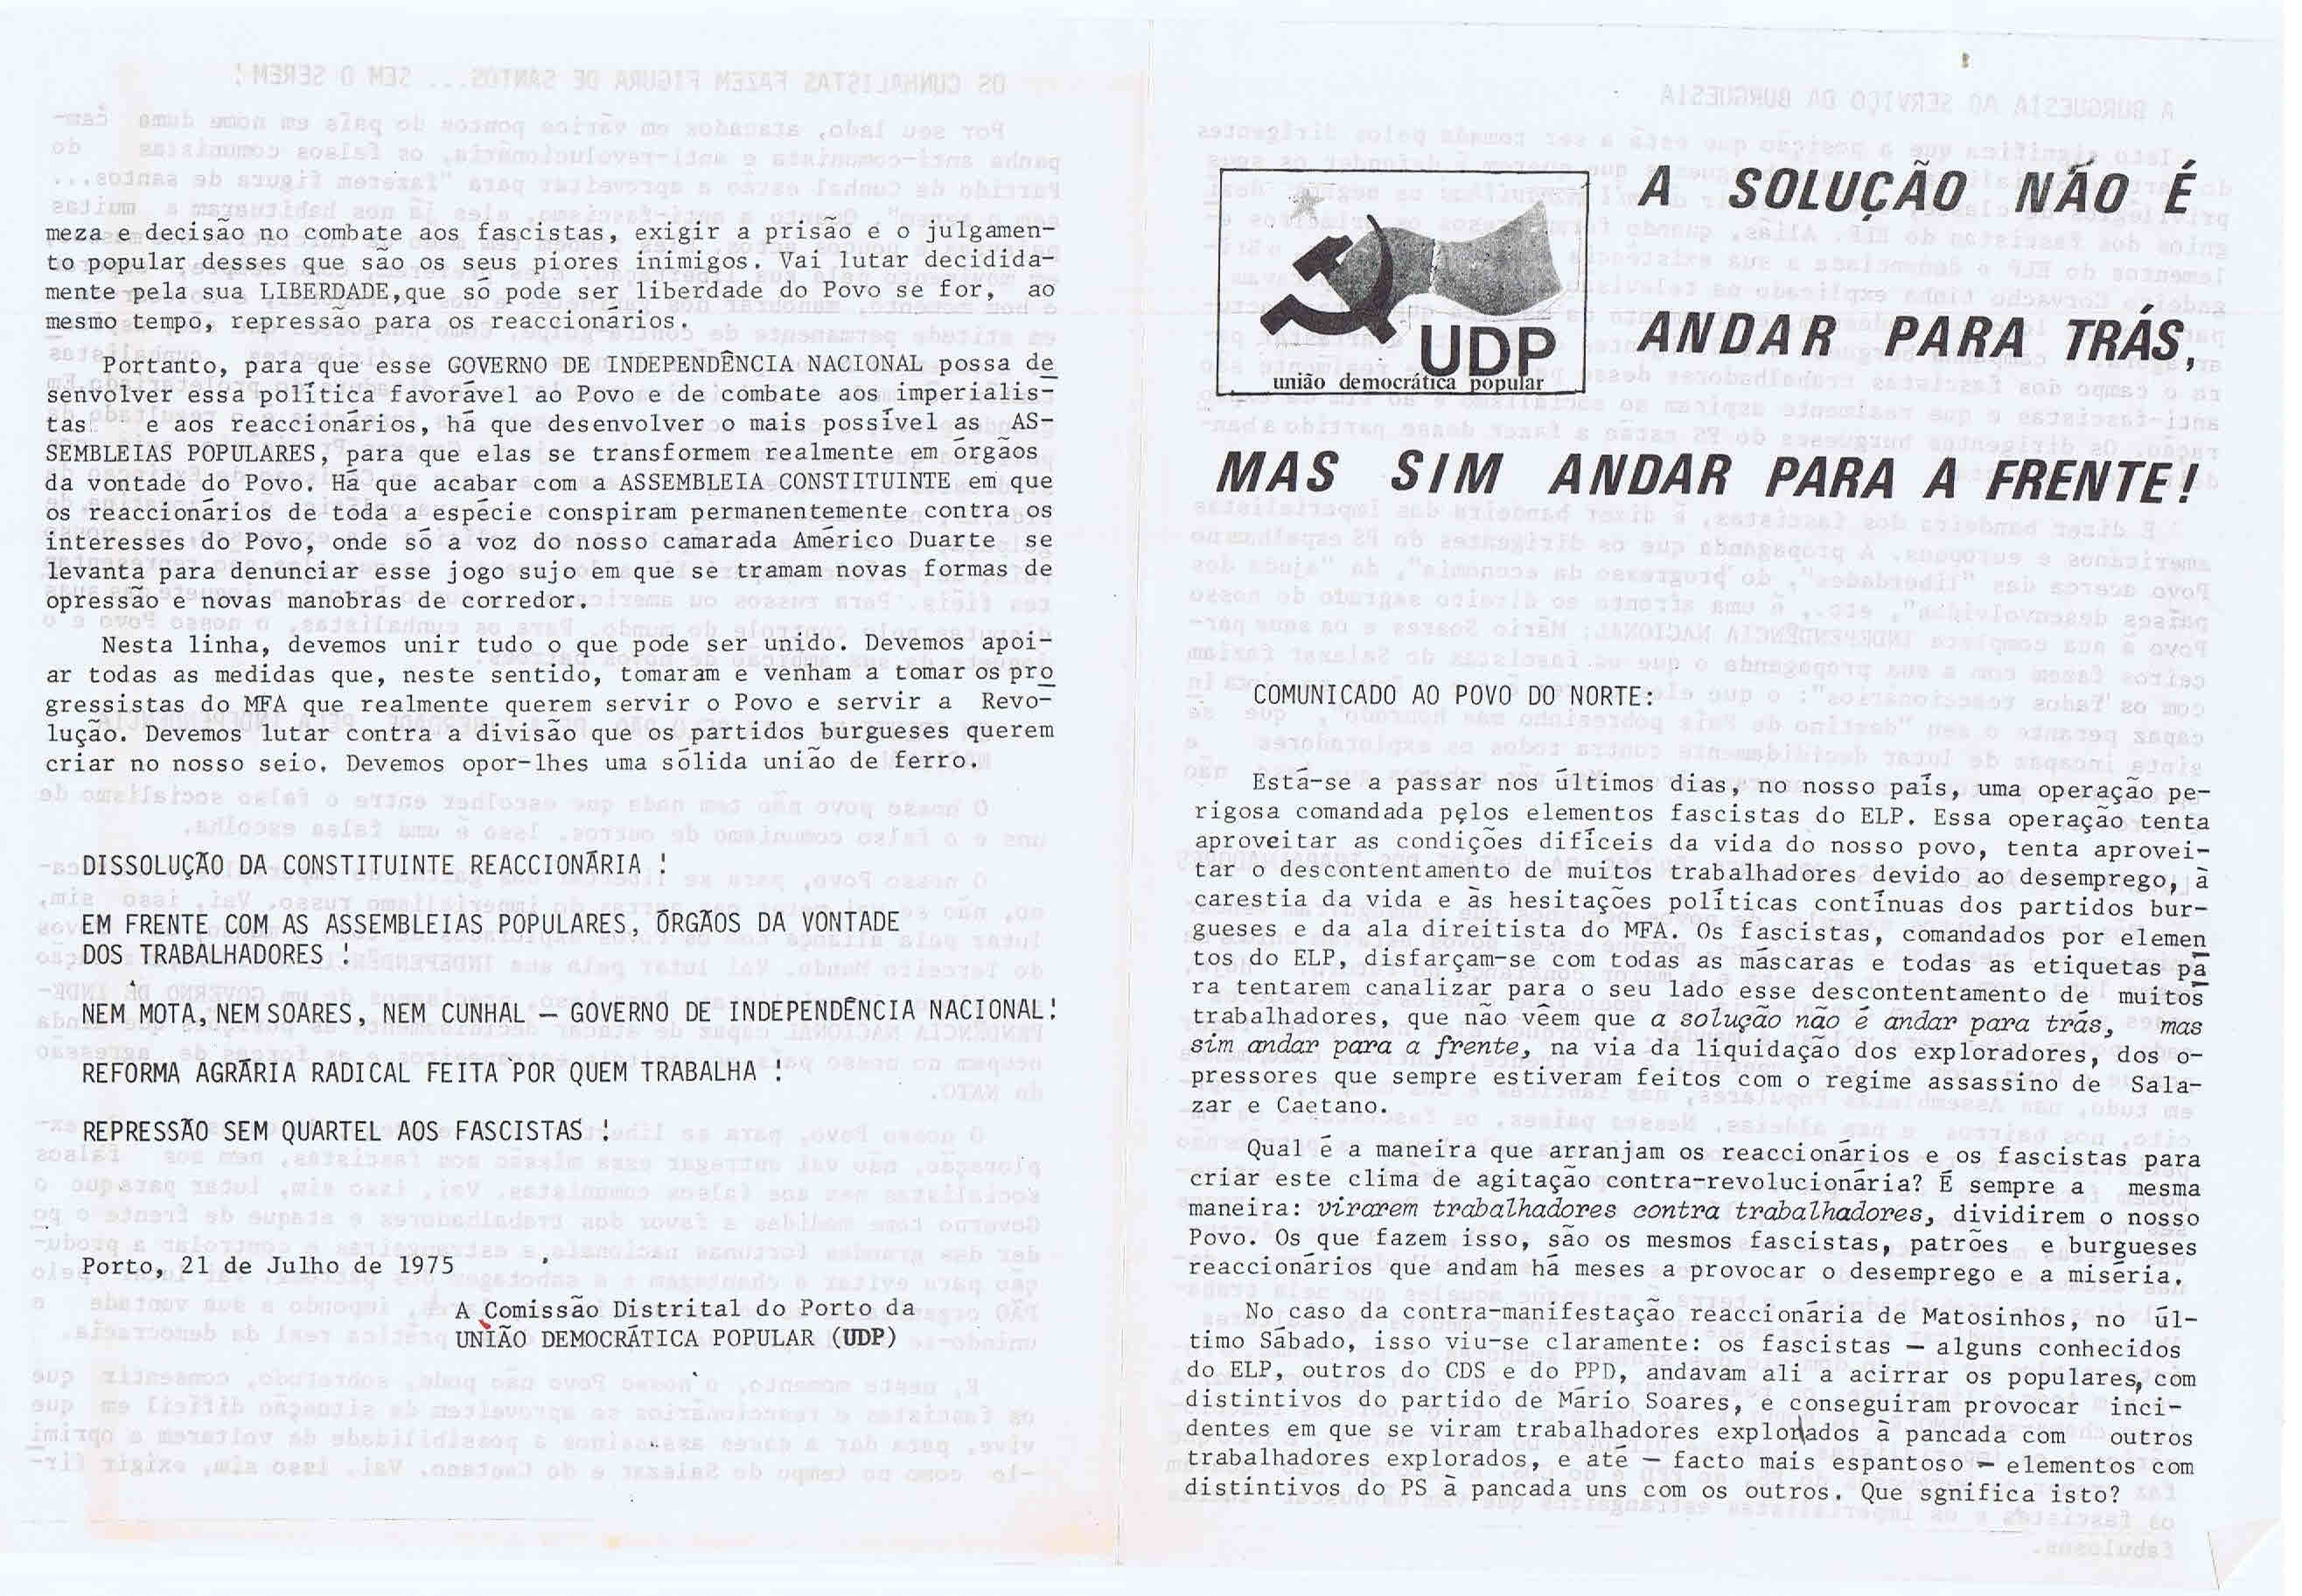 meza e decisão no combate aos fascistas, exigir a prisão e o julgamen-
to popular desses que são os seus piores inimigos. Vai lutar decidida-
mente pela sua LIBERDADE,que só pode ser liberdade do Povo se for, ao
mesmo tempo, repressão para os reaccionários.
Portanto, para que esse GOVERNO DE INDEPENDÊNCIA NACIONAL possa de
senvolver essa política favorável ao Povo e de combate aos imperialis-
tas e aos reaccionários, há que desenvolver o mais possível as AS-
SEMBLEIAS POPULARES, para que elas se transformem realmente em órgãos
da vontade do Povo. Há que acabar com a ASSEMBLEIA CONSTITUINTE em que
os reaccionários de toda a espécie conspiram permanentemente contra os
interesses do Povo, onde só a voz do nosso camarada Américo Duarte se
levanta para denunciar esse jogo sujo em que se tramam novas formas de
opressão e novas manobras de corredor.
Nesta linha, devemos unir tudo o que pode ser unido. Devemos apoi-
ar todas as medidas que, neste sentido, tomaram e venham a tomar os pro
gressistas do MFA que realmente querem servir o Povo e servir a Revo-
lução. Devemos lutar contra a divisão que os partidos burgueses querem
criar no nosso seio. Devemos opor-lhes uma sólida união de ferro.
DISSOLUÇÃO DA CONSTITUINTE REACCIONÁRIA !
EM FRENTE COM AS ASSEMBLEIAS POPULARES, ÓRGÃOS DA VONTADE
DOS TRABALHADORES !
NEM MOTA, NEM SOARES, NEM CUNHAL — GOVERNO DE INDEPENDÊNCIA NACIONAL!
REFORMA AGRÁRIA RADICAL FEITA POR QUEM TRABALHA !
REPRESSÃO SEM QUARTEL AOS FASCISTAS !
Porto, 21 de Julho de 1975
A Comissão Distrital do Porto da
UNIÃO DEMOCRÁTICA POPULAR (UDP)
UDP
união democrática popular
A SOLUÇÃO NÃO É
ANDAR PARA TRÁS,
MAS SIM ANDAR PARA A FRENTE!
COMUNICADO AO POVO DO NORTE:
Está-se a passar nos últimos dias, no nosso país, uma operação pe-
rigosa comandada pelos elementos fascistas do ELP. Essa operação tenta
aproveitar as condições difíceis da vida do nosso povo, tenta aprovei-
tar o descontentamento de muitos trabalhadores devido ao desemprego, à
carestia da vida e às hesitações políticas contínuas dos partidos bur-
gueses e da ala direitista do MFA. Os fascistas, comandados por elemen
tos do ELP, disfarçam-se com todas as máscaras e todas as etiquetas pa
ra tentarem canalizar para o seu lado esse descontentamento de muitos
trabalhadores, que não vêem que a solução não é andar para trás, mas
sim andar para a frente, na via da liquidação dos exploradores, dos o-
pressores que sempre estiveram feitos com o regime assassino de Sala-
zar e Caetano.
Qual é a maneira que arranjam os reaccionários e os fascistas para
criar este clima de agitação contra-revolucionária? É sempre a mesma
maneira: virarem trabalhadores contra trabalhadores, dividirem o nosso
Povo. Os que fazem isso, são os mesmos fascistas, patrões e burgueses
reaccionários que andam há meses a provocar o desemprego e a miséria.
No caso da contra-manifestação reaccionária de Matosinhos, no úl-
timo Sábado, isso viu-se claramente: os fascistas — alguns conhecidos
do ELP, outros do CDS e do PPD, andavam ali a acirrar os populares, com
distintivos do partido de Mário Soares, e conseguiram provocar inci-
dentes em que se viram trabalhadores explorados à pancada com outros
trabalhadores explorados, e até — facto mais espantoso — elementos com
distintivos do PS à pancada uns com os outros. Que sgnifica isto?